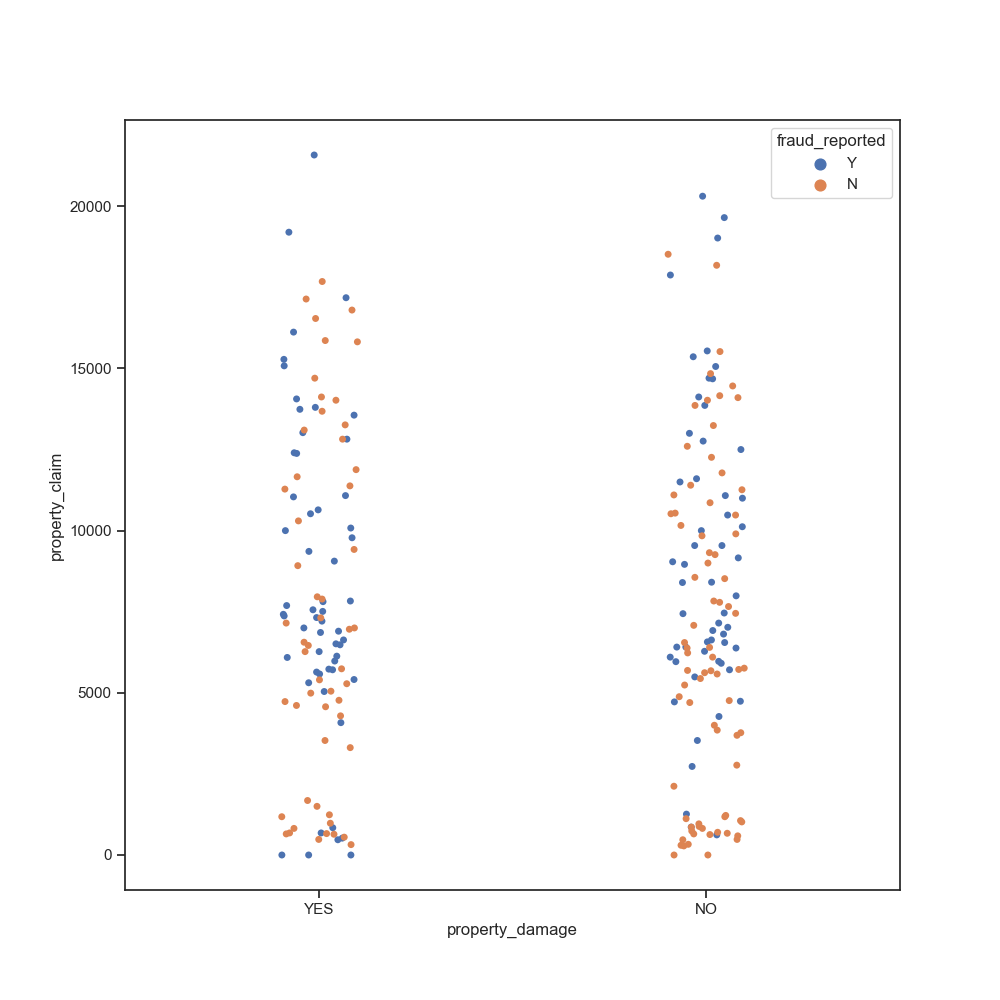 fraud_reported
Y
N
20000
15000
10000
5000
0
property_claim
YES
NO
property_damage